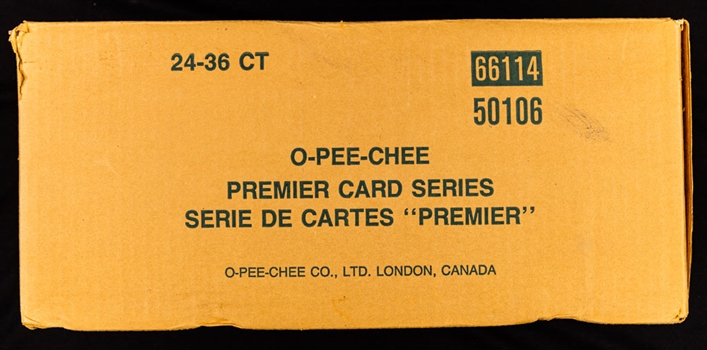 24-36 CT
66114
50106
O-PEE-CHEE
PREMIER CARD SERIES
SERIE DE CARTES “PREMIER”
O-PEE-CHEE CO., LTD. LONDON, CANADA